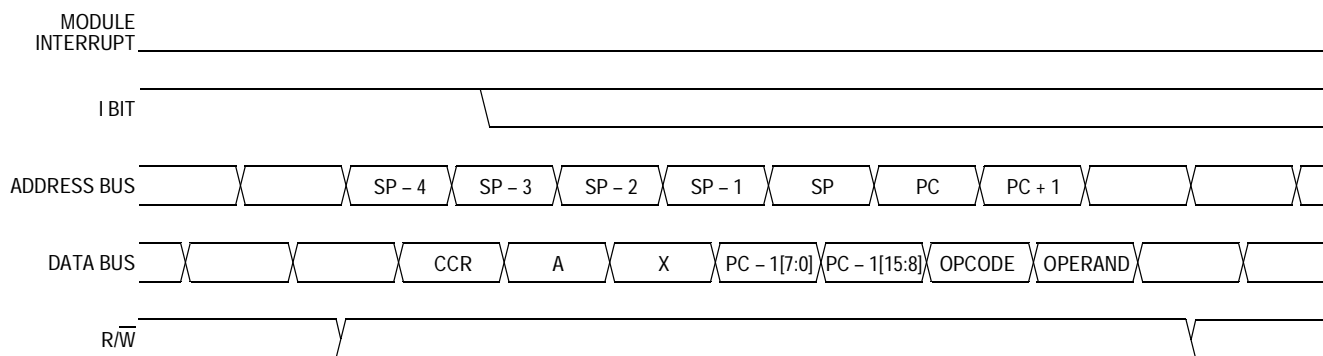 MODULE
INTERRUPT
I BIT
ADDRESS BUS SP – 4 SP – 3 SP – 2 SP – 1 SP PC PC + 1
DATA BUS CCR A X PC – 1[7:0] PC – 1[15:8] OPCODE OPERAND
R/W̅